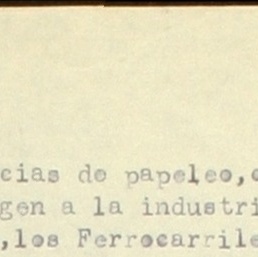 cias de papeleo,
gen a la industri
,los Ferrocarrile